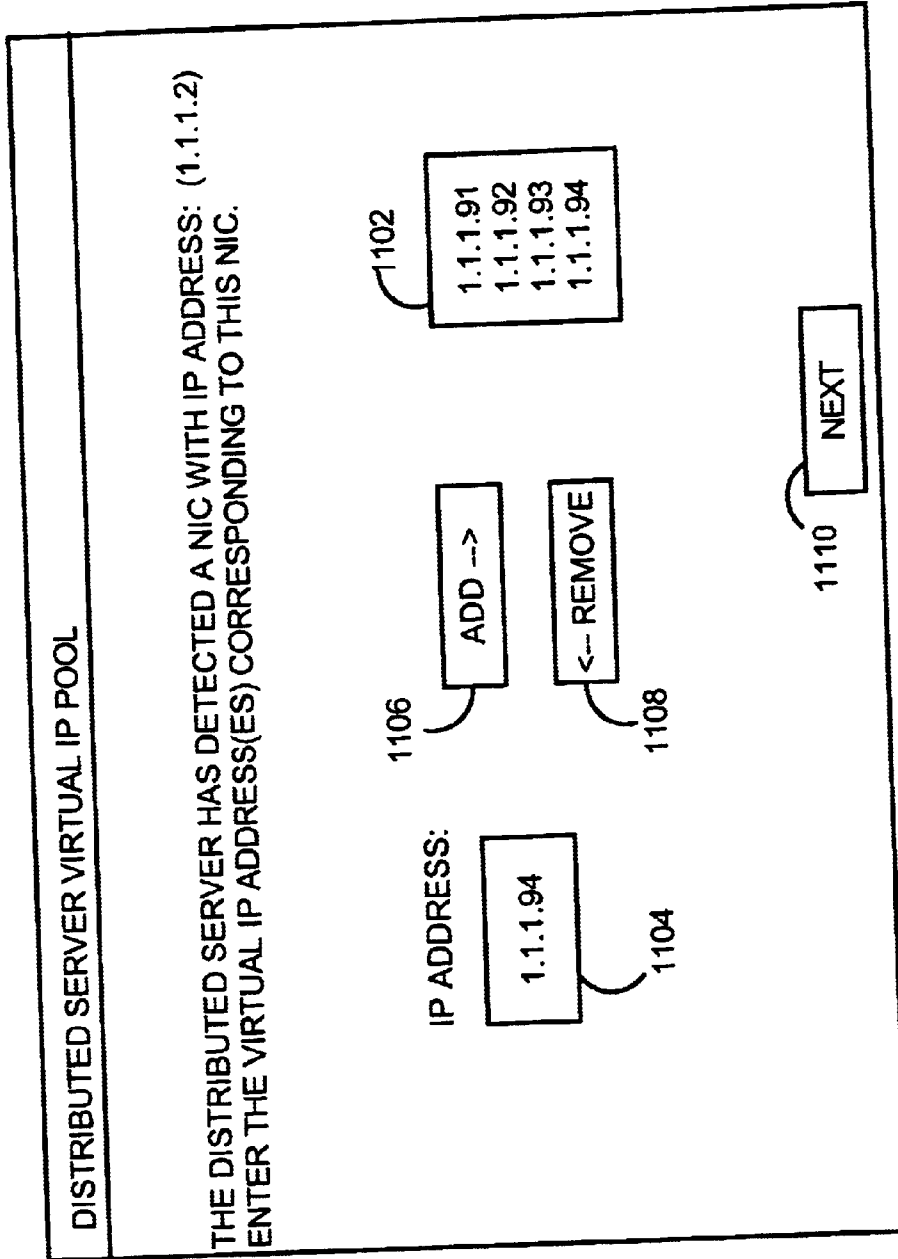 DISTRIBUTED SERVER VIRTUAL IP POOL
THE DISTRIBUTED SERVER HAS DETECTED A NIC WITH IP ADDRESS: (1.1.1.2)
ENTER THE VIRTUAL IP ADDRESS(ES) CORRESPONDING TO THIS NIC.
IP ADDRESS:
1.1.1.94
1104
1106
ADD -->
<-- REMOVE
1108
1102
1.1.1.91
1.1.1.92
1.1.1.93
1.1.1.94
1110
NEXT